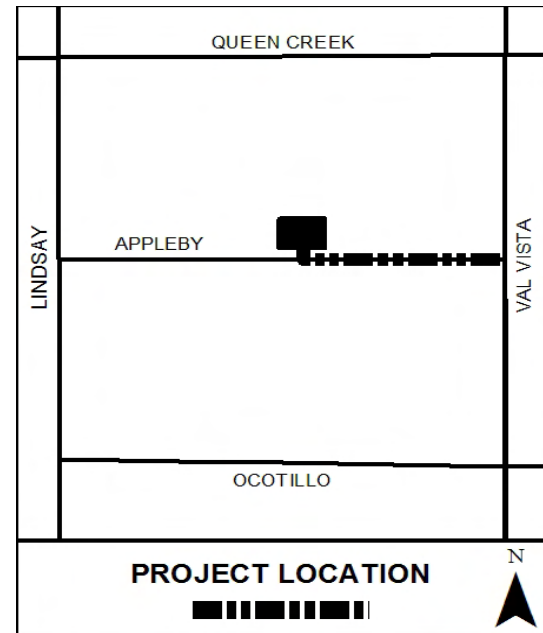 QUEEN CREEK
APPLEBY
LINDSAY
VAL VISTA
OCOTILLO
PROJECT LOCATION
N